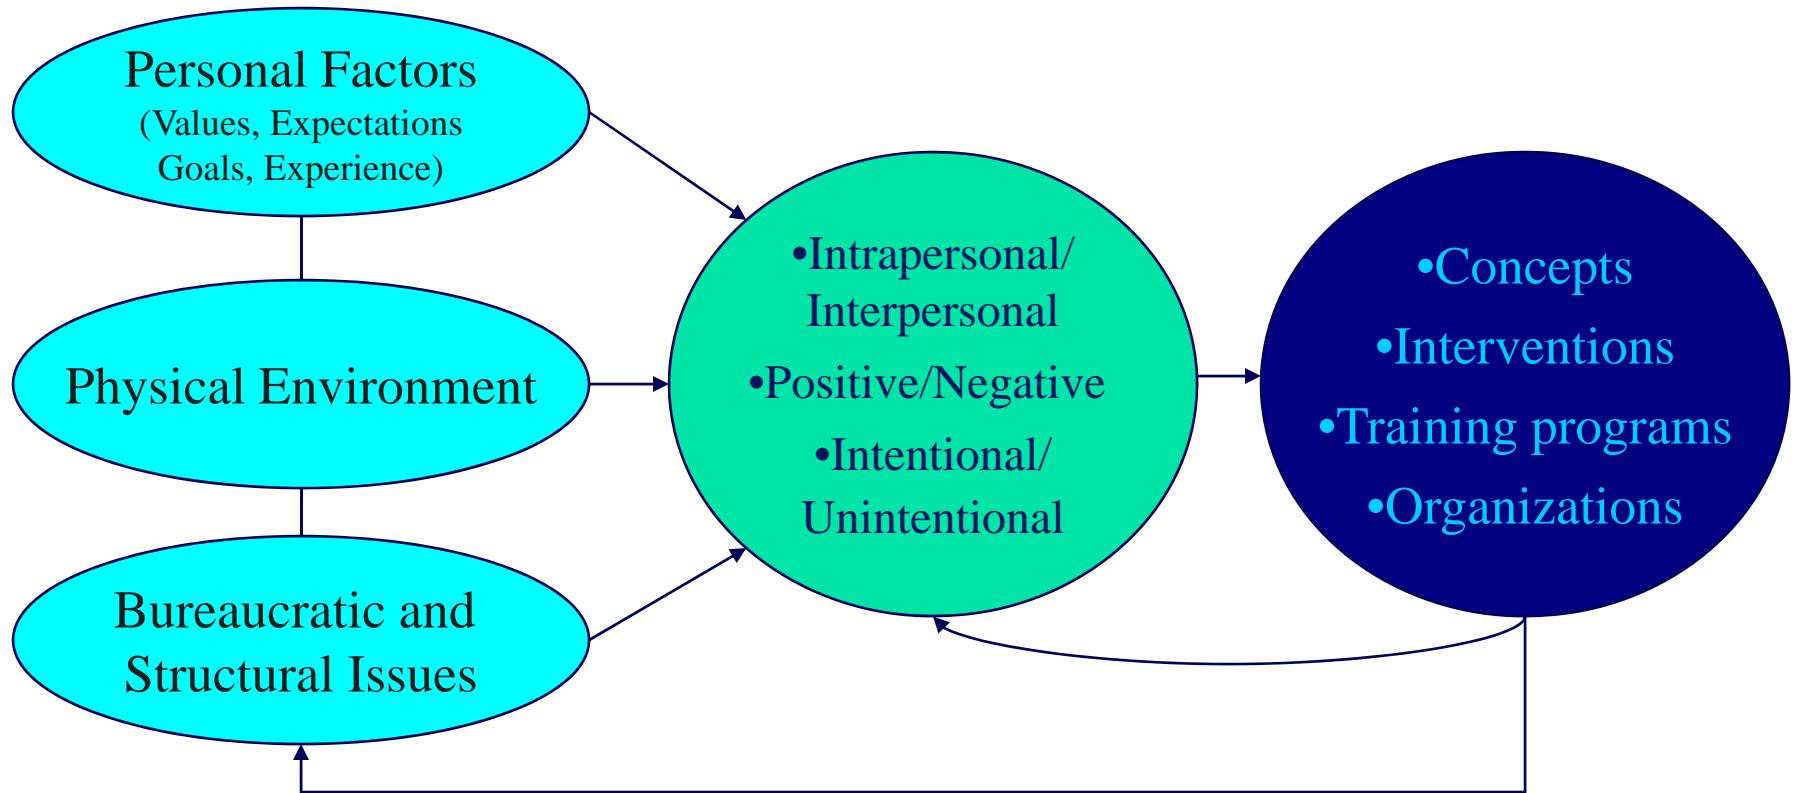 Personal Factors
(Values, Expectations
Goals, Experience)
Physical Environment
Bureaucratic and
Structural Issues
•Intrapersonal/
Interpersonal
•Positive/Negative
•Intentional/
Unintentional
•Concepts
•Interventions
•Training programs
•Organizations